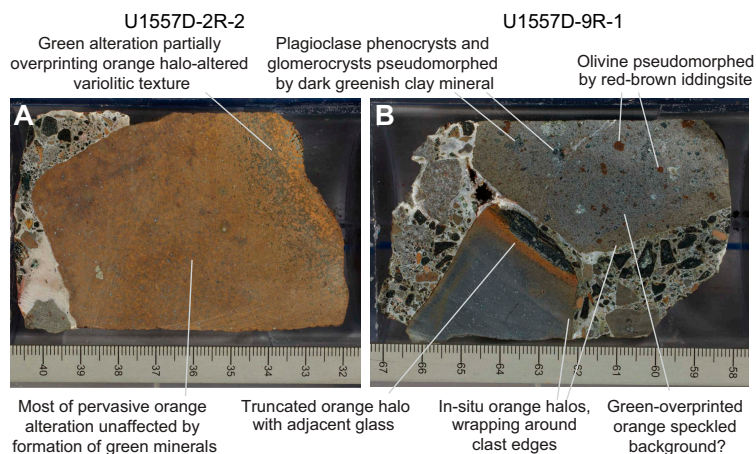 U1557D-2R-2
U1557D-9R-1
Green alteration partially
overprinting orange halo-altered
variolitic texture
Plagioclase phenocrysts and
glomerocrysts pseudomorphed
by dark greenish clay mineral
Olivine pseudomorphed
by red-brown iddingsite
A
B
40 39 38 37 36 35 34 33 32
67 66 65 64 63 62 61 60 59 58
Most of pervasive orange
alteration unaffected by
formation of green minerals
Truncated orange halo
with adjacent glass
In-situ orange halos,
wrapping around
clast edges
Green-overprinted
orange speckled
background?